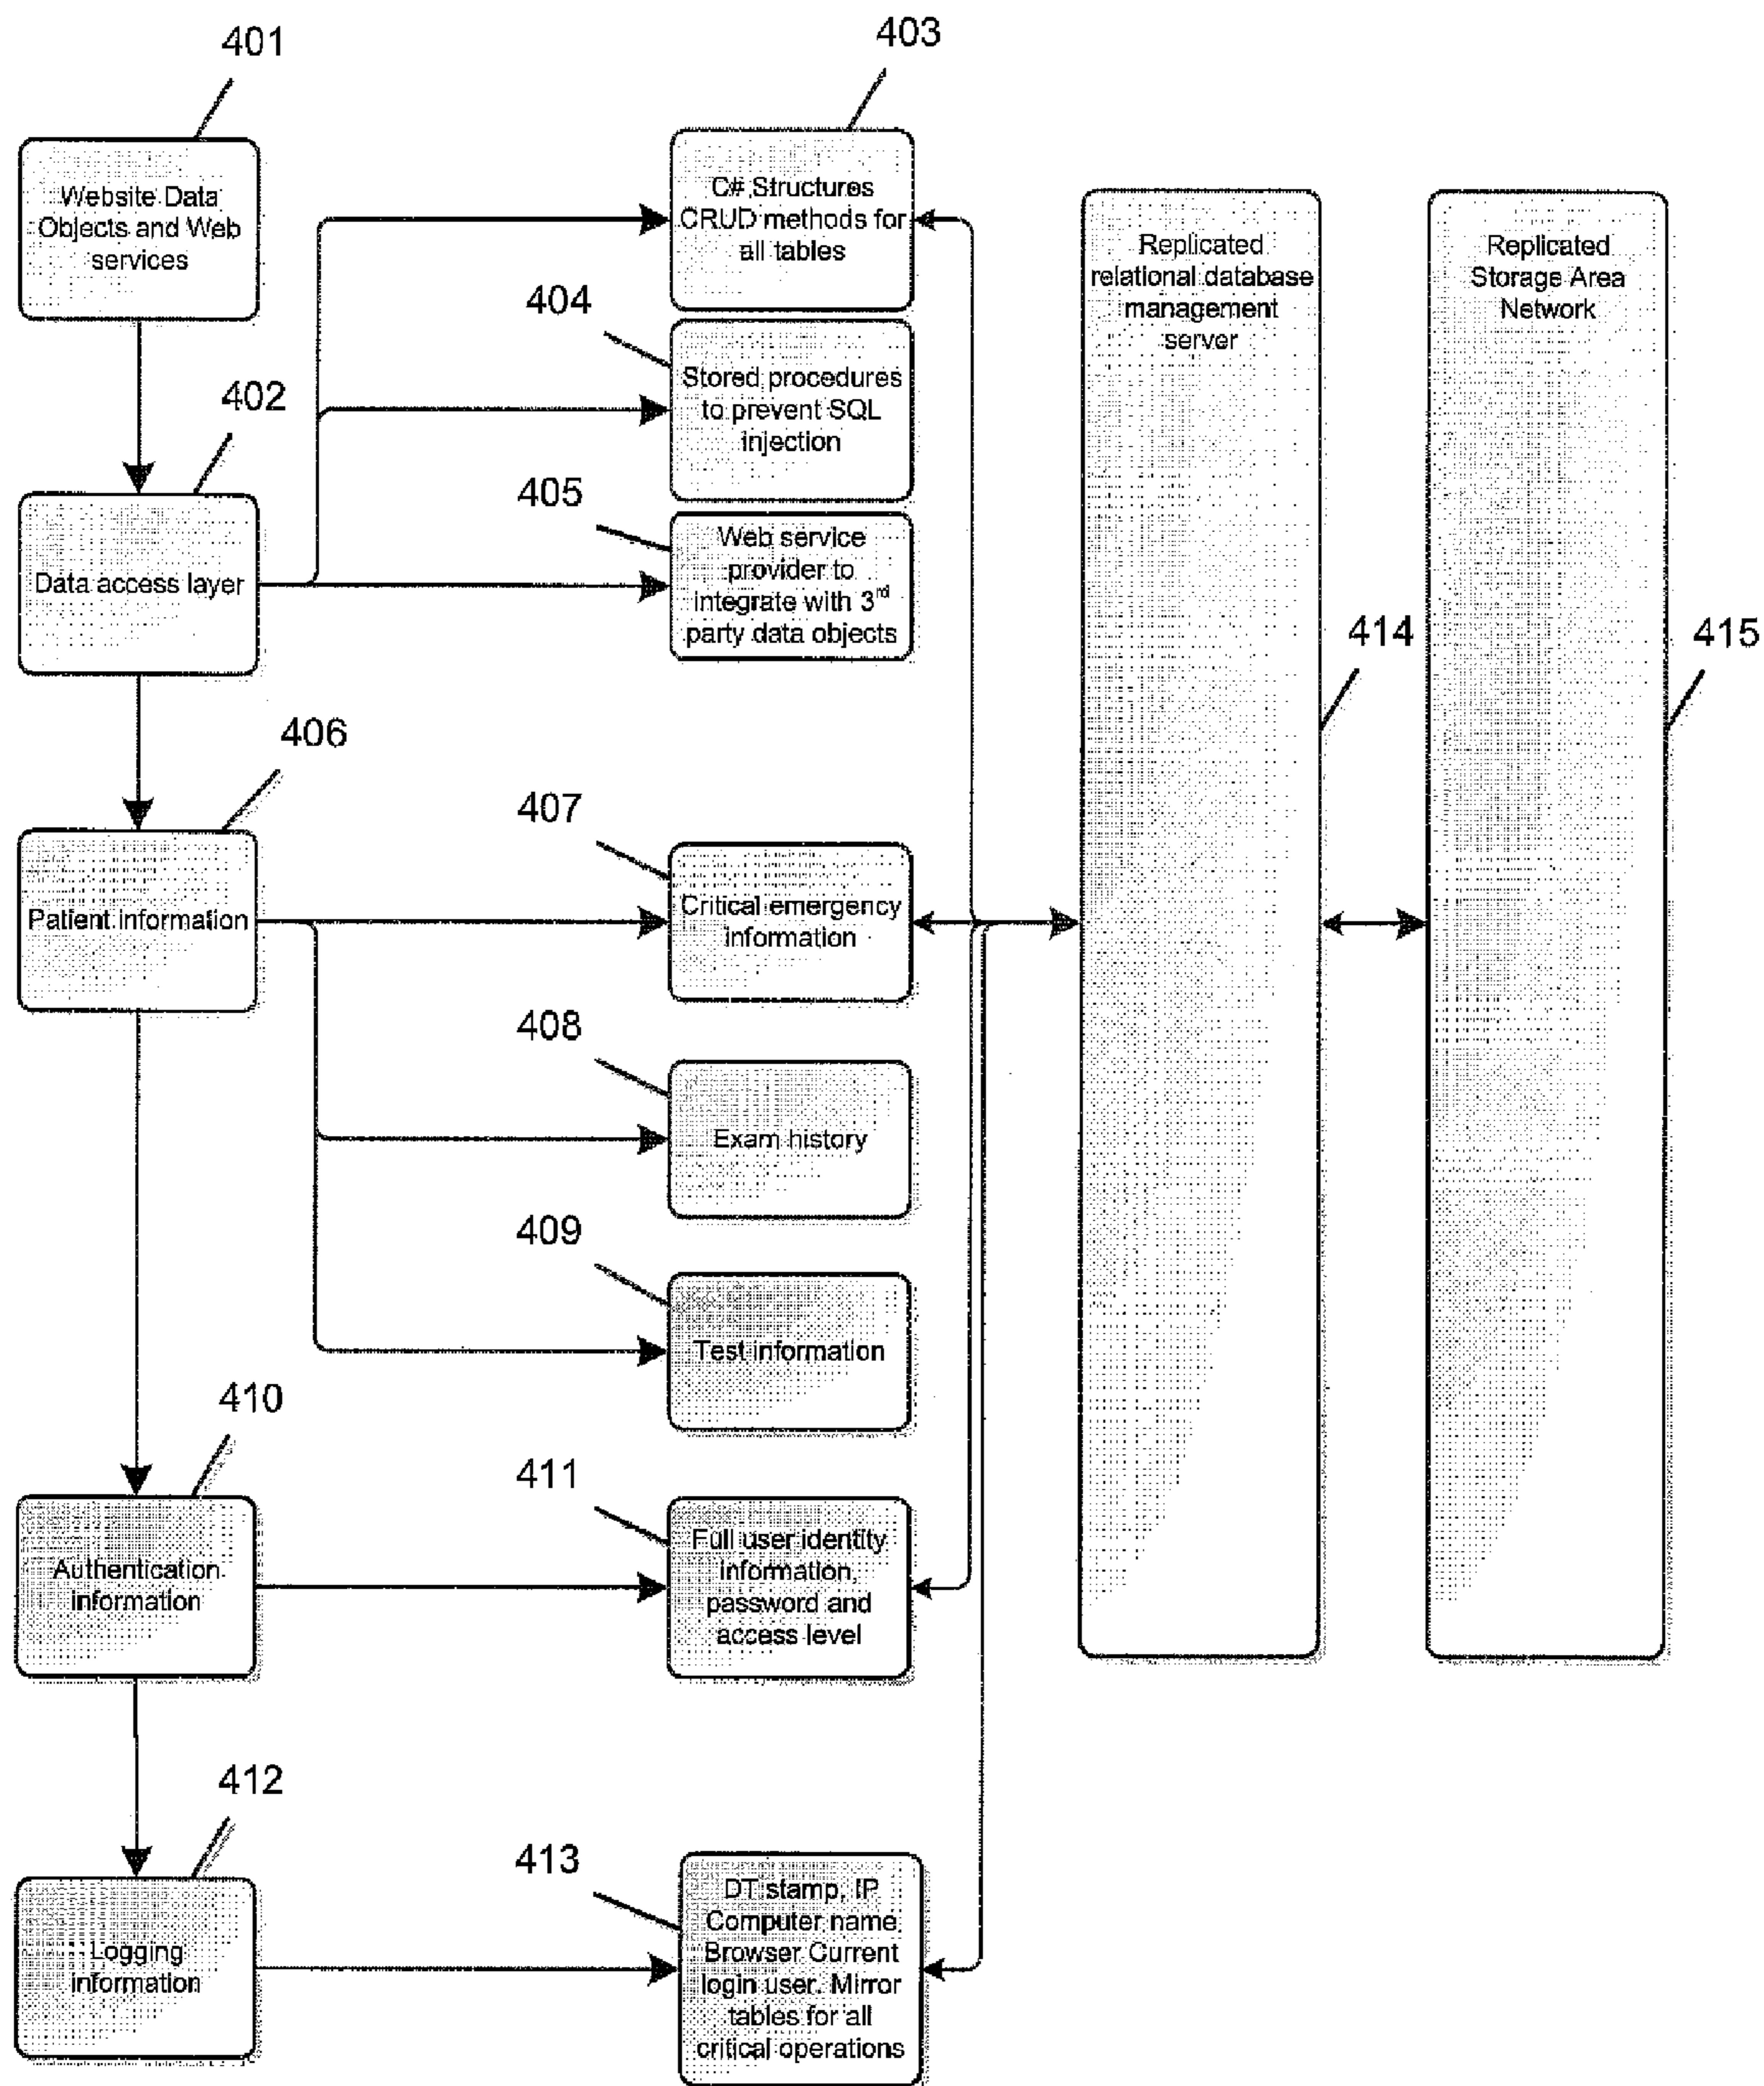 401
Website Data
Objects and Web
services
402
Data access layer
403
C# Structures
CRUD methods for
all tables
404
Stored procedures
to prevent SQL
injection
405
Web service
provider to
integrate with 3rd
party data objects
406
Patient information
407
Critical emergency
information
408
Exam history
409
Test information
410
Authentication
information
411
Full user identity
information,
password and
access level
412
Logging
information
413
DT stamp, IP
Computer name,
Browser Current
login user. Mirror
tables for all
critical operations
Replicated
relational database
management
server
414
Replicated
Storage Area
Network
415